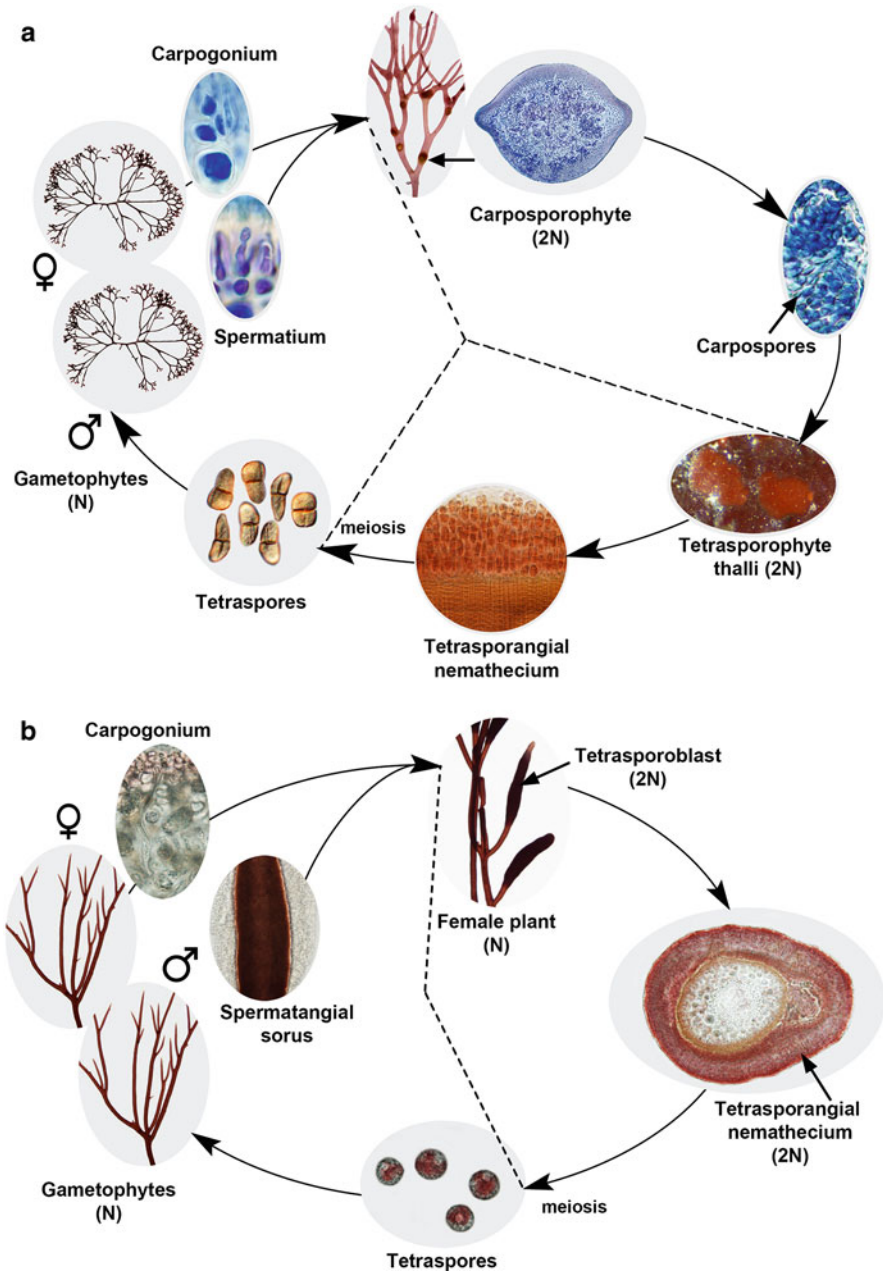 a
Carpogonium
Carposporophyte
(2N)
Spermatium
Carpospores
♀
♂
Gametophytes
(N)
meiosis
Tetraspores
Tetrasporangial
nemathecium
Tetrasporophyte
thalli (2N)
b
Carpogonium
Tetrasporoblast
(2N)
♀
Female plant
(N)
♂
Spermatangial
sorus
Tetrasporangial
nemathecium
(2N)
Gametophytes
(N)
meiosis
Tetraspores